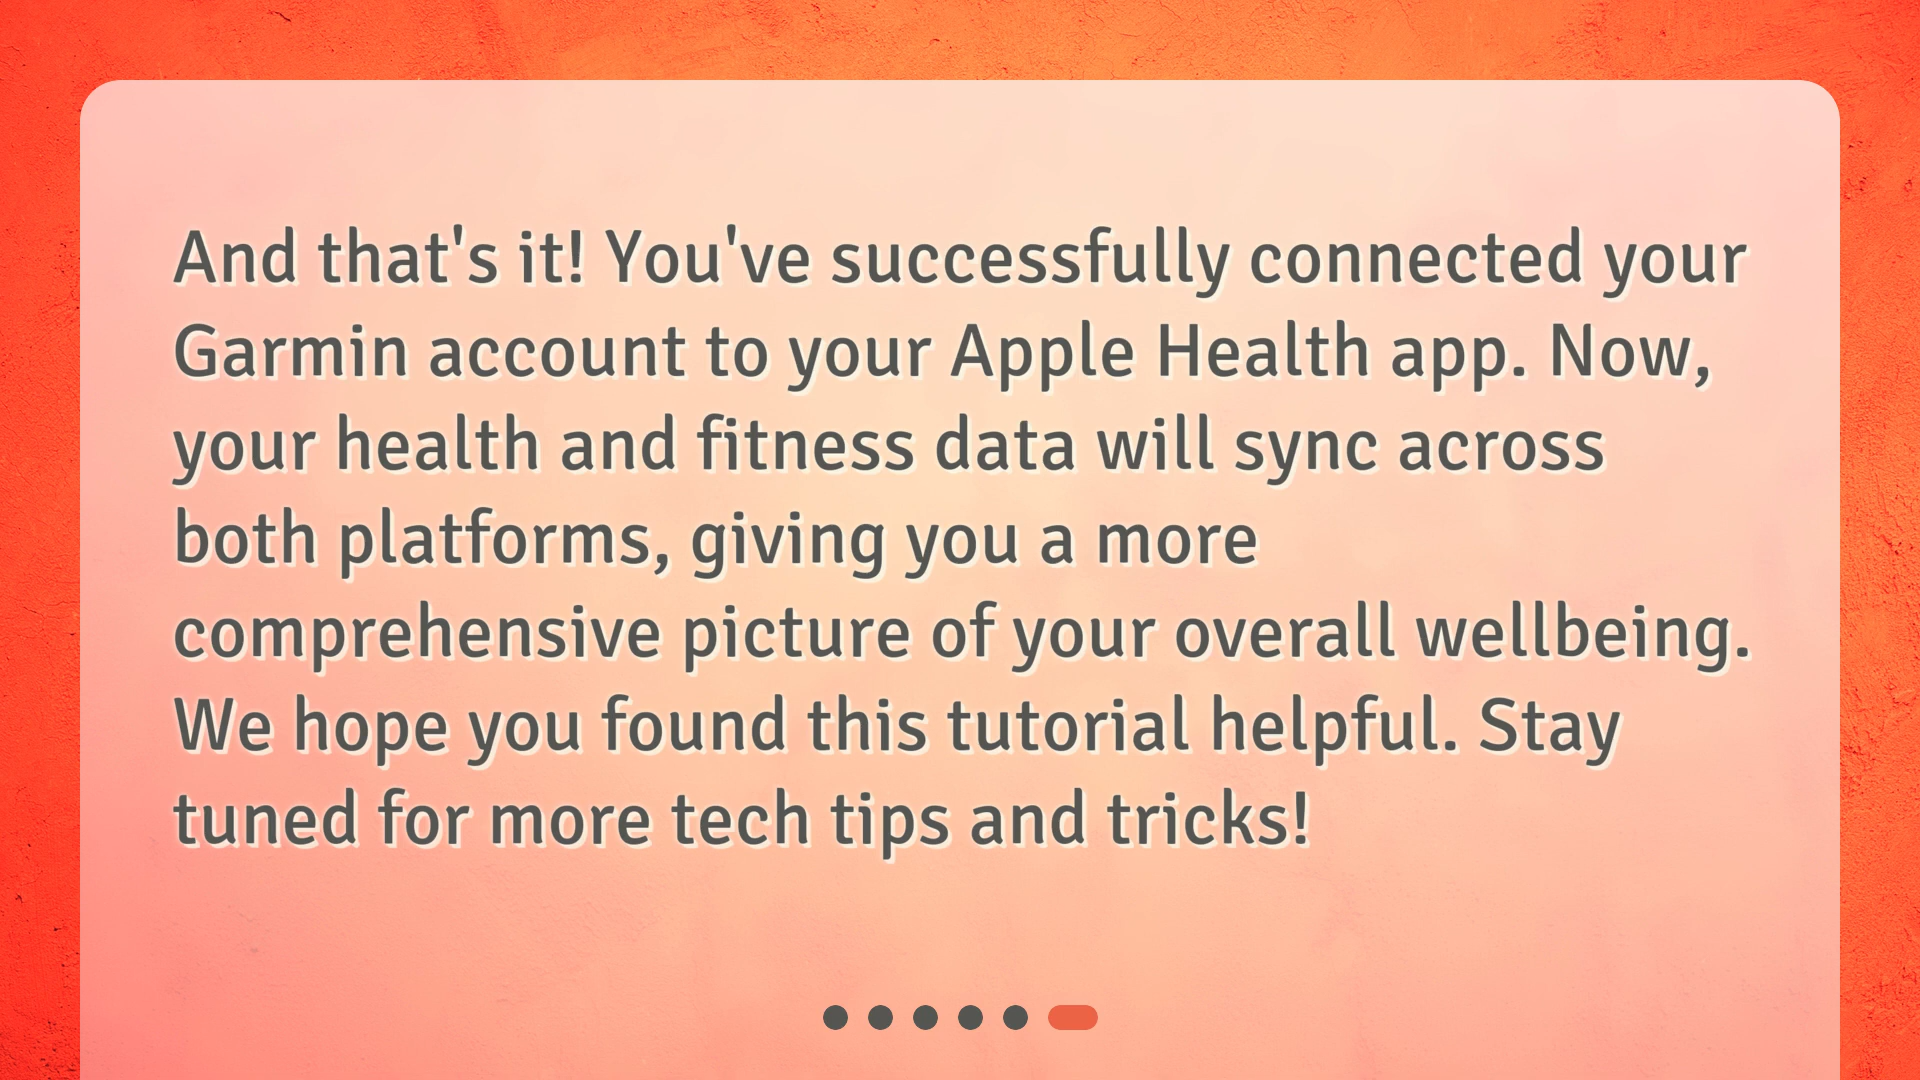 And that's it! You've successfully connected your
Garmin account to your Apple Health app. Now,
your health and fitness data will sync across
both platforms, giving you a more
comprehensive picture of your overall wellbeing.
We hope you found this tutorial helpful. Stay
tuned for more tech tips and tricks!